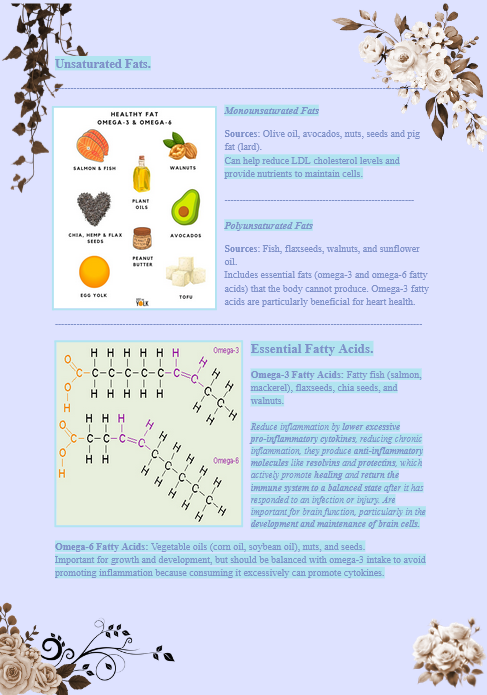 Unsaturated Fats.
HEALTHY FAT
OMEGA-3 & OMEGA-6
SALMON & FISH
WALNUTS
PLANT
OILS
CHIA, HEMP & FLAX
SEEDS
AVOCADOS
PEANUT
BUTTER
EGG YOLK
TOFU
YOLK
Monounsaturated Fats
Sources: Olive oil, avocados, nuts, seeds and pig
fat (lard).
Can help reduce LDL cholesterol levels and
provide nutrients to maintain cells.
Polyunsaturated Fats
Sources: Fish, flaxseeds, walnuts, and sunflower
oil.
Includes essential fats (omega-3 and omega-6 fatty
acids) that the body cannot produce. Omega-3 fatty
acids are particularly beneficial for heart health.
Omega-3
H H H H H H H
O C C C C C C C C C H
O H H H H H H H
H
Omega-6
H H H H
O C C C C C C C C C H
O H H H H H H H
H
Essential Fatty Acids.
Omega-3 Fatty Acids: Fatty fish (salmon,
mackerel), flaxseeds, chia seeds, and
walnuts.
Reduce inflammation by lower excessive
pro-inflammatory cytokines, reducing chronic
inflammation, they produce anti-inflammatory
molecules like resolvins and protectins, which
actively promote healing and return the
immune system to a balanced state after it has
responded to an infection or injury. Are
important for brain function, particularly in the
development and maintenance of brain cells.
Omega-6 Fatty Acids: Vegetable oils (corn oil, soybean oil), nuts, and seeds.
Important for growth and development, but should be balanced with omega-3 intake to avoid
promoting inflammation because consuming it excessively can promote cytokines.